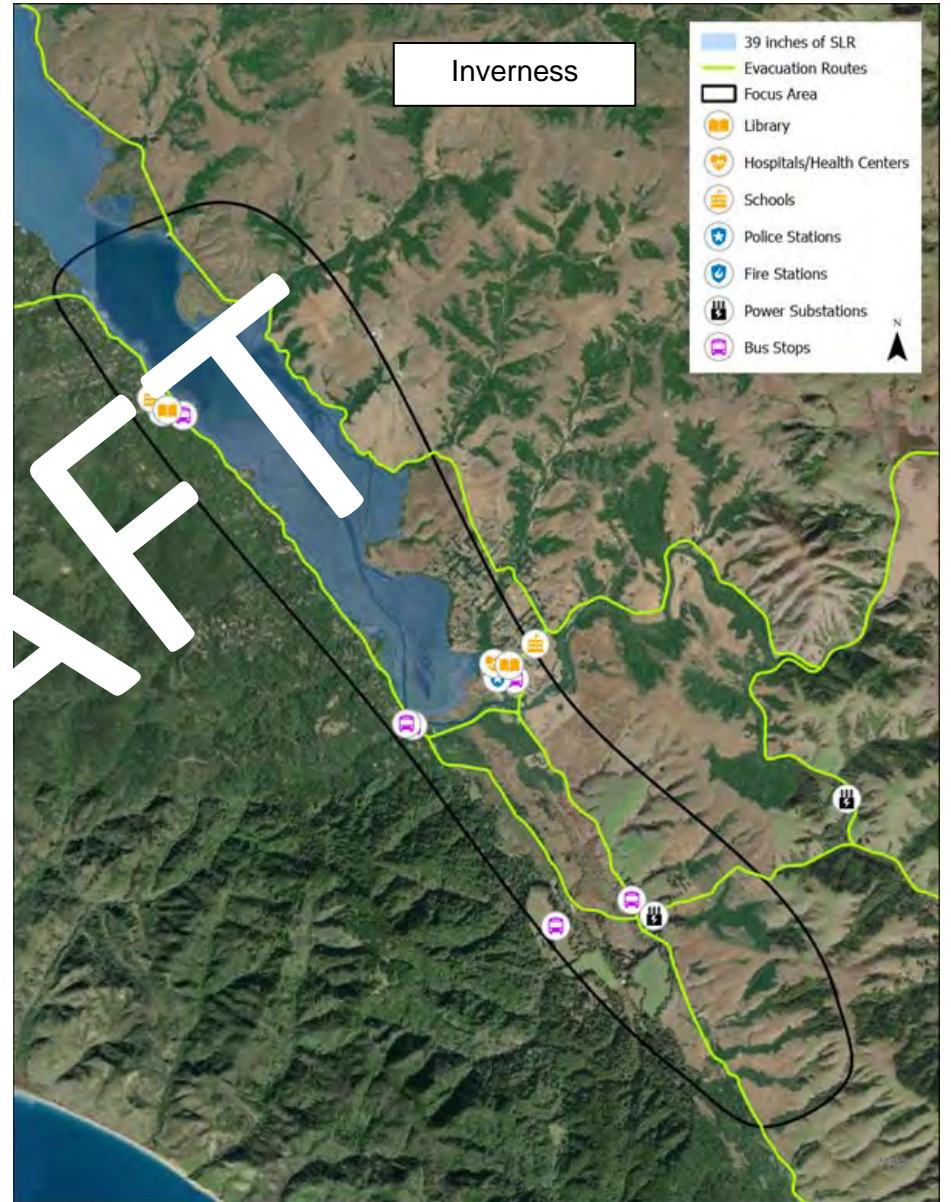 Inverness
39 inches of SLR
Evacuation Routes
Focus Area
Library
Hospitals/Health Centers
Schools
Police Stations
Fire Stations
Power Substations
Bus Stops
N
AFT